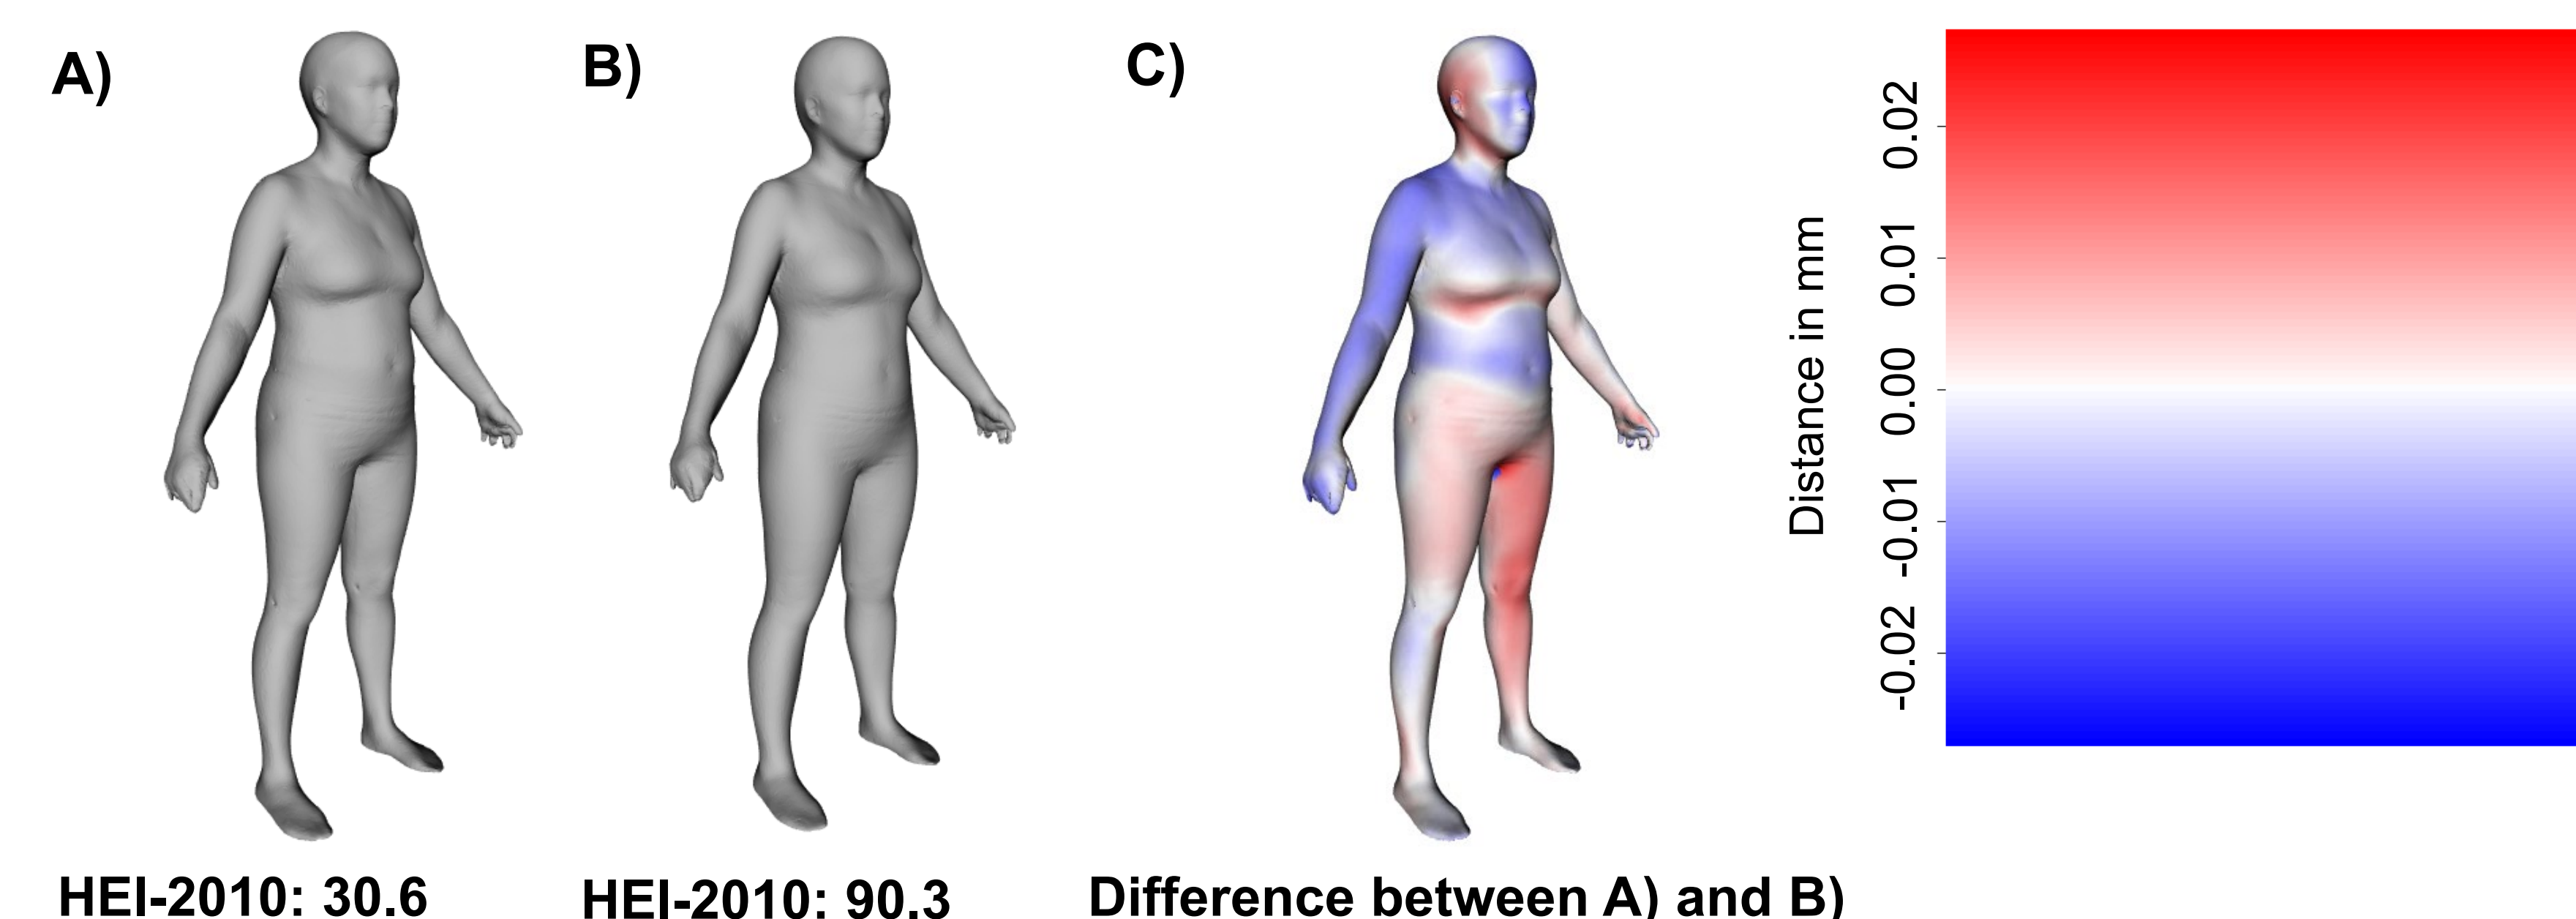 A)
B)
C)
Distance in mm
0.02
0.01
0.00
-0.01
-0.02
HEI-2010: 30.6
HEI-2010: 90.3
Difference between A) and B)